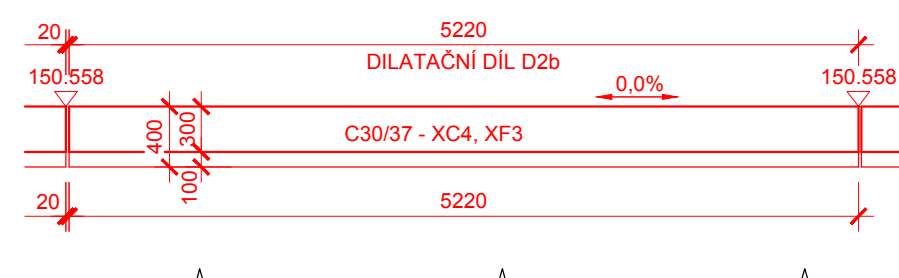 20 5220
DILATAČNÍ DÍL D2b
150.558 0,0% 150.558
400 300 C30/37 - XC4, XF3
100
20 5220